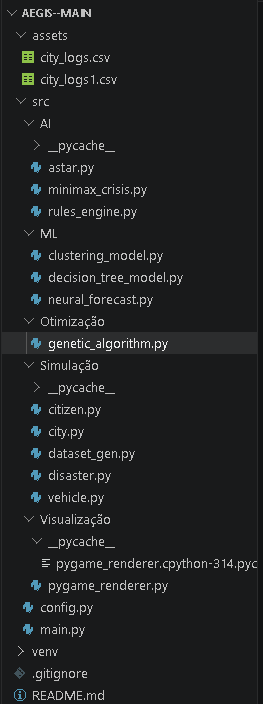 AEGIS--MAIN
assets
city_logs.csv
city_logs1.csv
src
AI
__pycache__
astar.py
minimax_crisis.py
rules_engine.py
ML
clustering_model.py
decision_tree_model.py
neural_forecast.py
Otimização
genetic_algorithm.py
Simulação
__pycache__
citizen.py
city.py
dataset_gen.py
disaster.py
vehicle.py
Visualização
__pycache__
pygame_renderer.cpython-314.pyc
pygame_renderer.py
config.py
main.py
venv
.gitignore
README.md